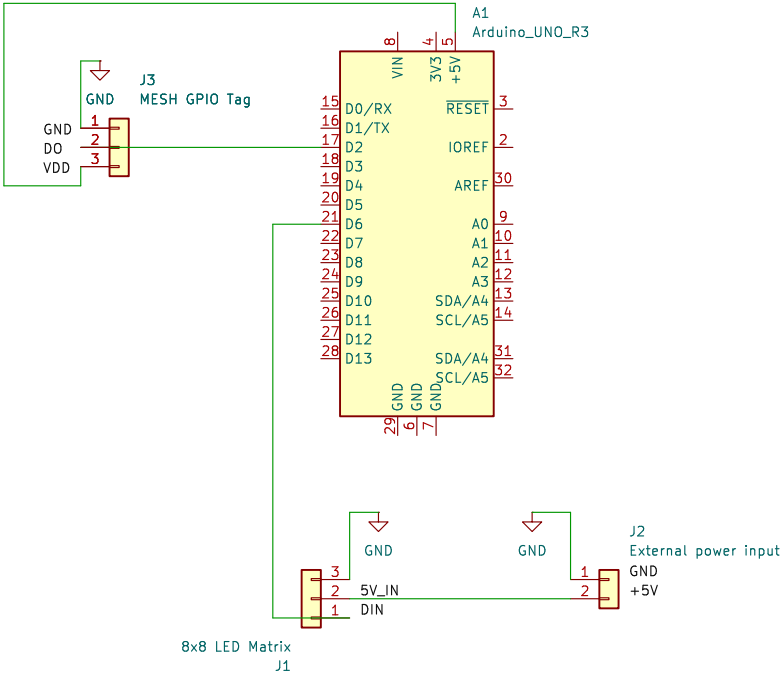 A1
Arduino_UNO_R3
8
4
5
VIN
3V3
+5V
J3
MESH GPIO Tag
GND
GND 1
DO 2
VDD 3
15 D0/RX
RESET 3
16 D1/TX
17 D2
IOREF 2
18 D3
19 D4
AREF 30
20 D5
21 D6
A0 9
22 D7
A1 10
23 D8
A2 11
24 D9
A3 12
25 D10
SDA/A4 13
26 D11
SCL/A5 14
27 D12
28 D13
SDA/A4 31
SCL/A5 32
GND
GND
GND
29
6
7
GND
GND
J2
External power input
3
1 GND
2 5V_IN
2 +5V
1 DIN
8x8 LED Matrix
J1